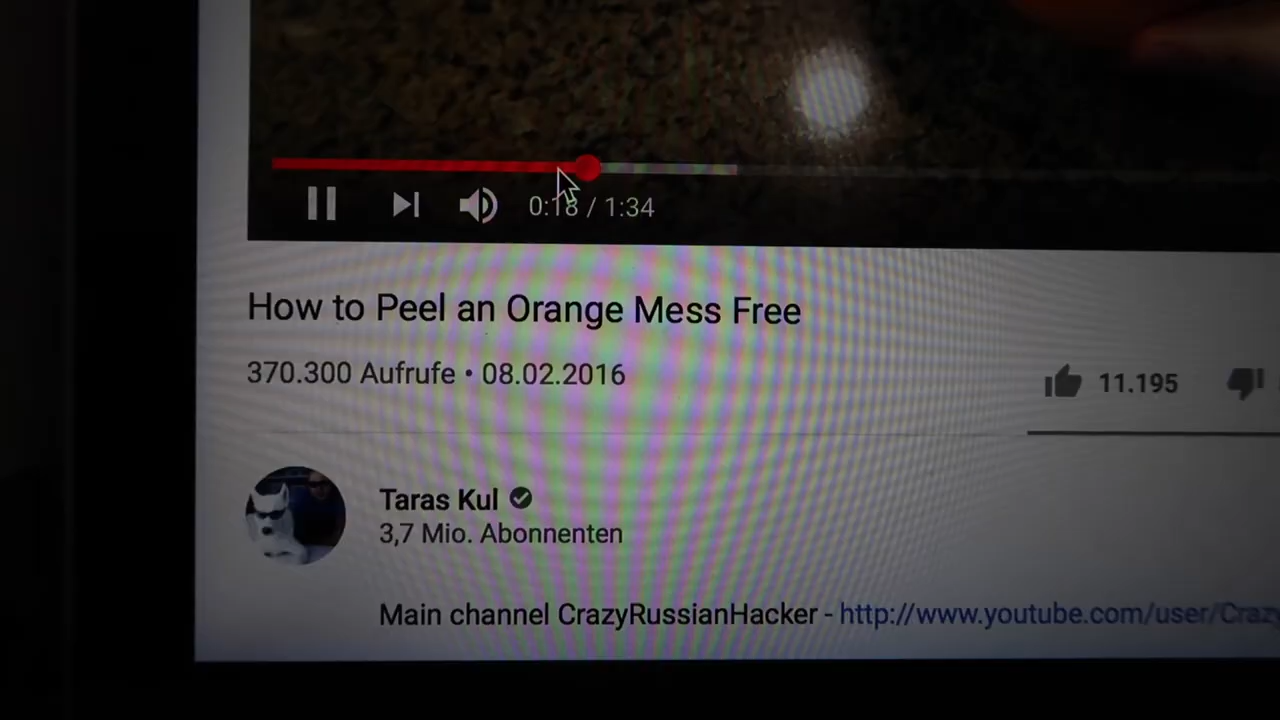 0:18 / 1:34
How to Peel an Orange Mess Free
370.300 Aufrufe • 08.02.2016
11.195
Taras Kul
3,7 Mio. Abonnenten
Main channel CrazyRussianHacker - http://www.youtube.com/user/Crazy